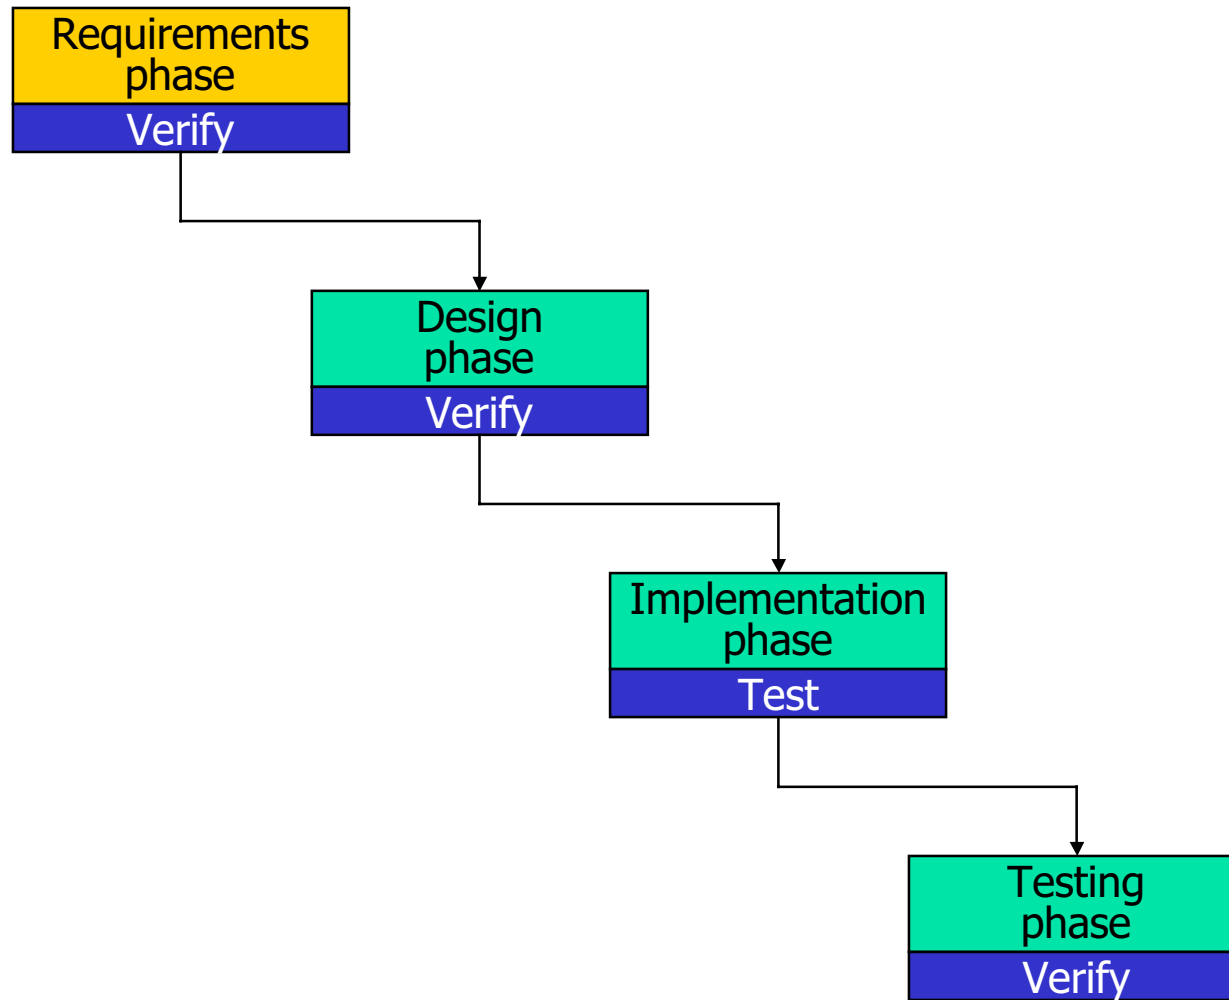 Requirements
phase
Verify
Design
phase
Verify
Implementation
phase
Test
Testing
phase
Verify